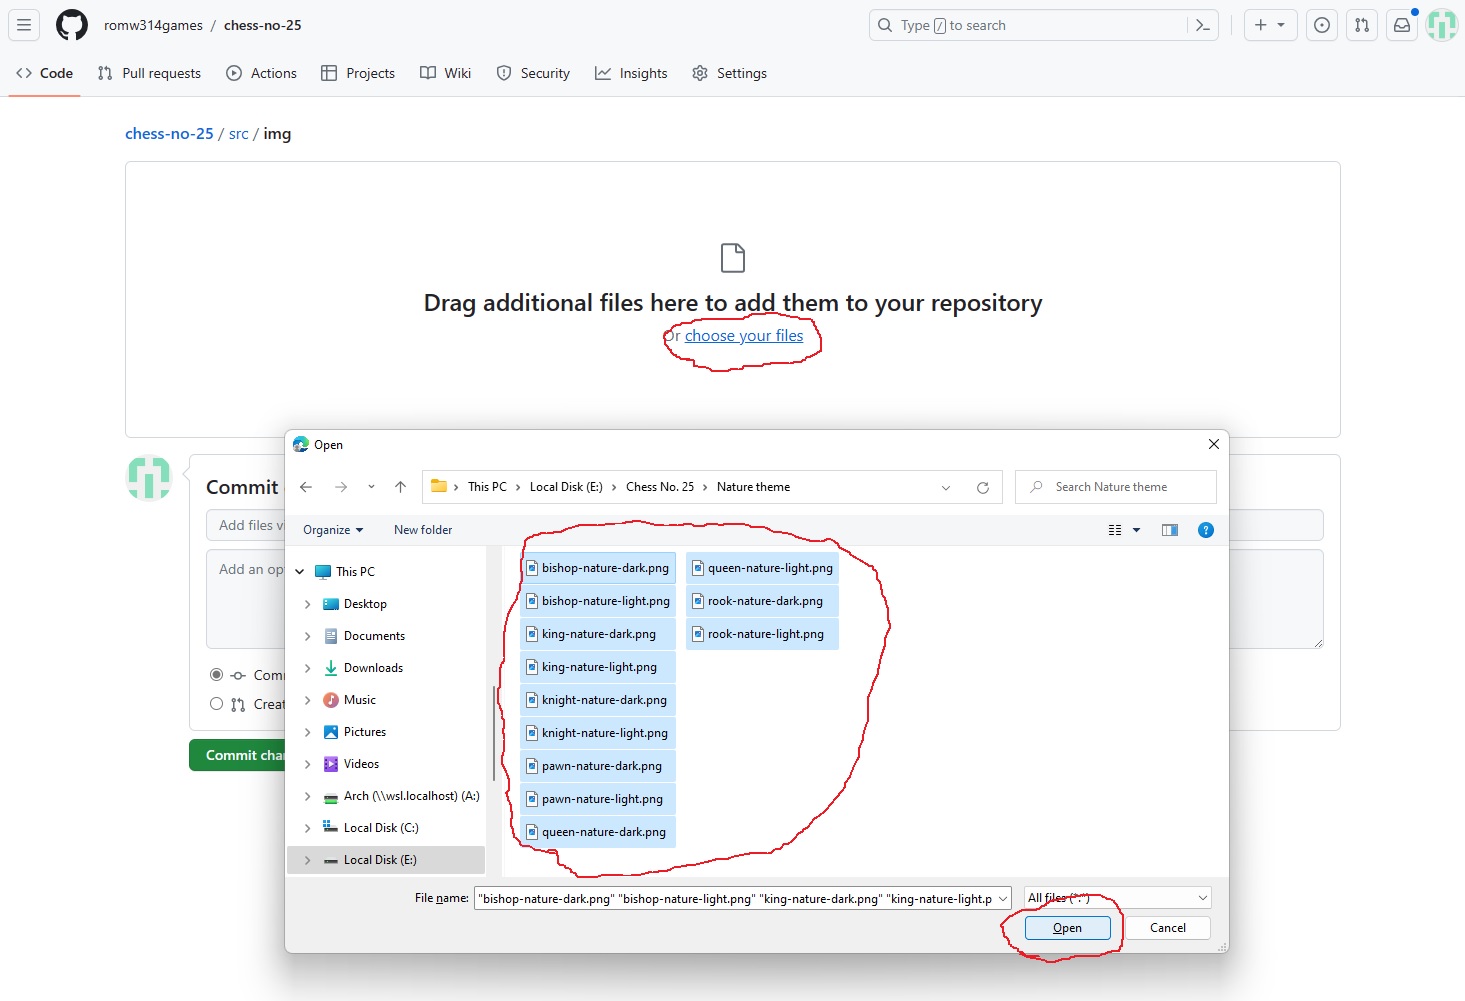 romw314games / chess-no-25
Type / to search
Code Pull requests Actions Projects Wiki Security Insights Settings
chess-no-25 / src / img
Drag additional files here to add them to your repository
Or choose your files
Commit
Add files v
Add an op
Com
Creat
Commit cha
Open
This PC > Local Disk (E:) > Chess No. 25 > Nature theme
Search Nature theme
Organize New folder
This PC
Desktop
Documents
Downloads
Music
Pictures
Videos
Arch (\\wsl.localhost) (A:)
Local Disk (C:)
Local Disk (E:)
bishop-nature-dark.png
bishop-nature-light.png
king-nature-dark.png
king-nature-light.png
knight-nature-dark.png
knight-nature-light.png
pawn-nature-dark.png
pawn-nature-light.png
queen-nature-dark.png
queen-nature-light.png
rook-nature-dark.png
rook-nature-light.png
File name: "bishop-nature-dark.png" "bishop-nature-light.png" "king-nature-dark.png" "king-nature-light.p
All files (*.*)
Open Cancel